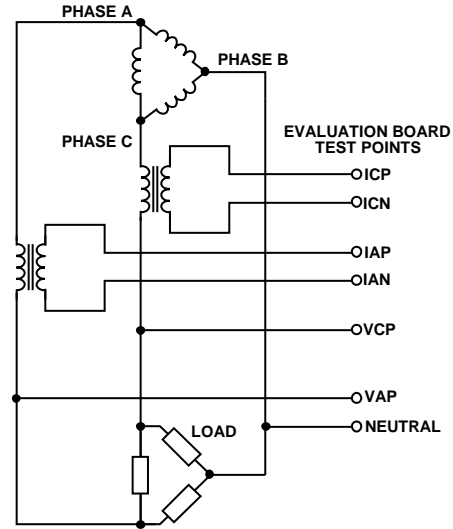 PHASE A
PHASE B
PHASE C
EVALUATION BOARD
TEST POINTS
ICP
ICN
IAP
IAN
VCP
VAP
LOAD
NEUTRAL